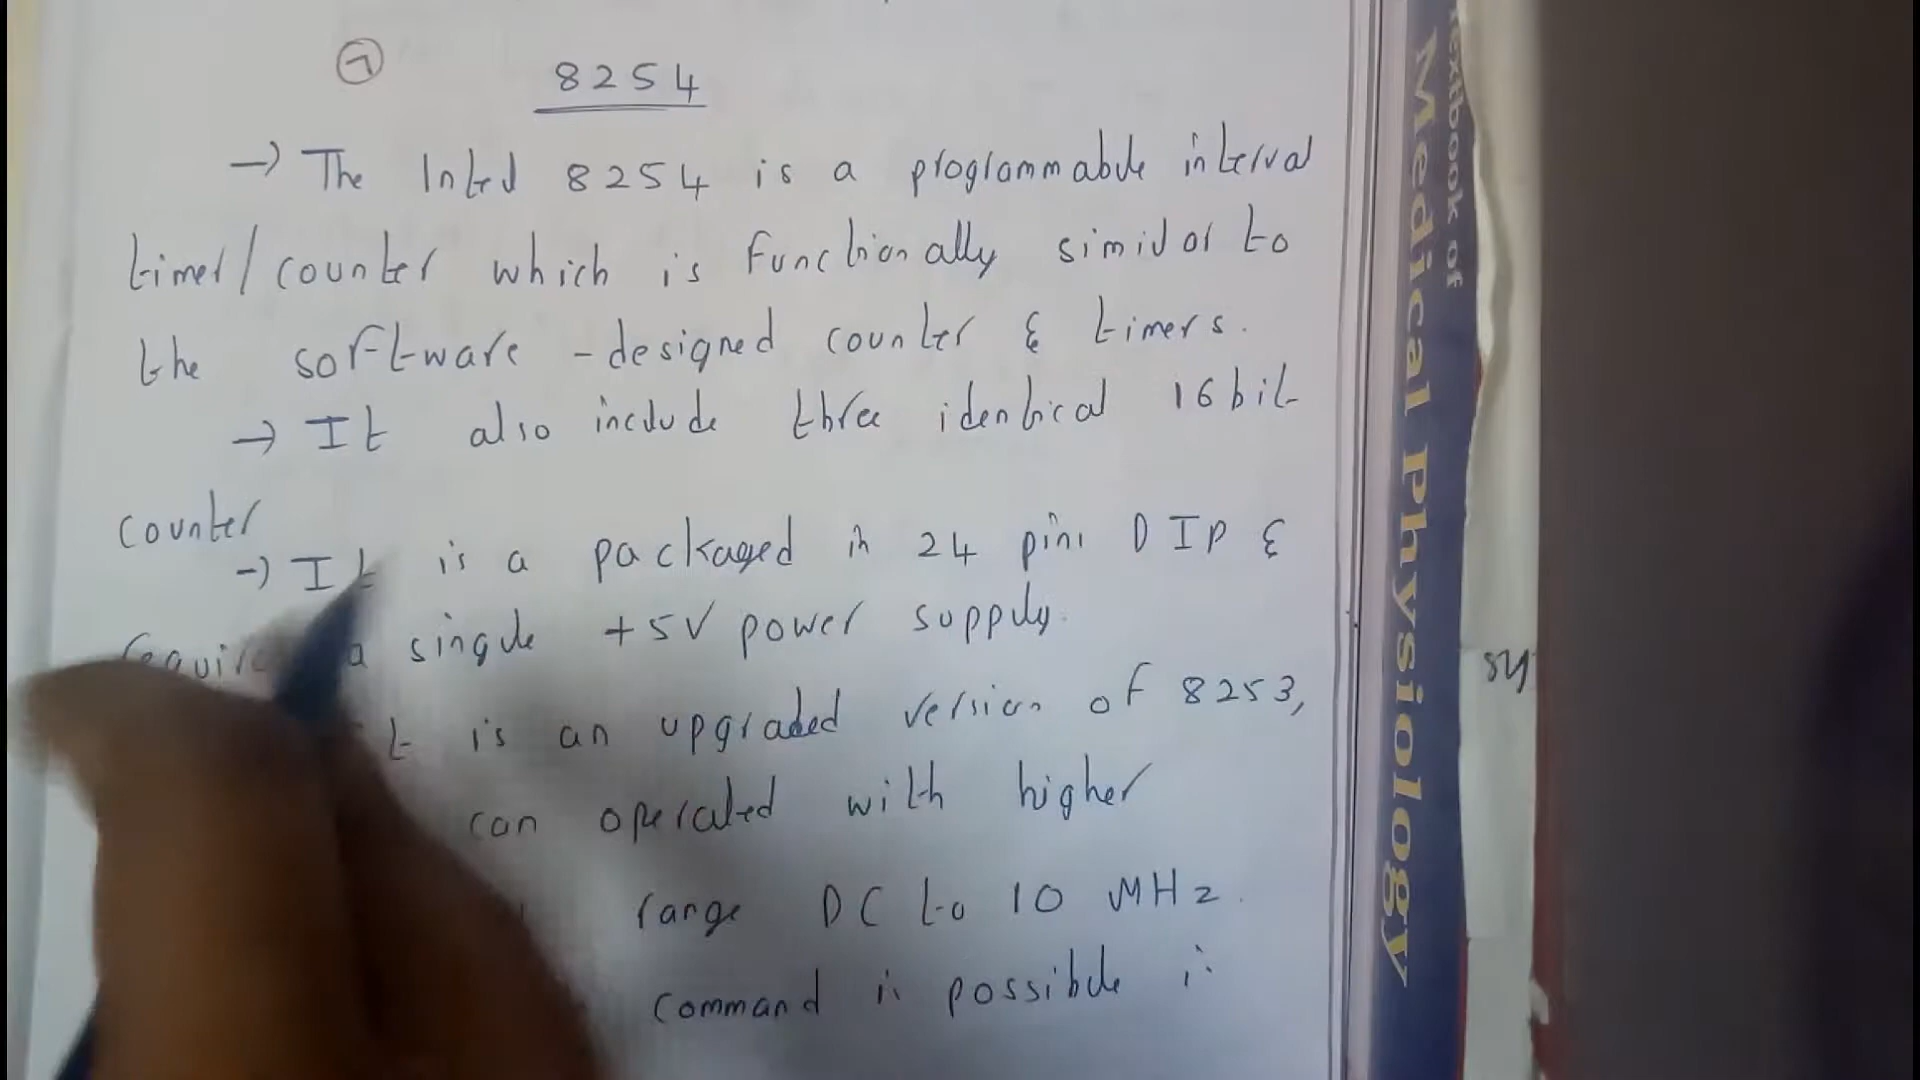 7
8254
→ The Intel 8254 is a programmable interval
timer/counter which is functionally similar to
the software-designed counter & timers.
→ It also include three identical 16 bit
counter
→ It is a packaged in 24 pin DIP &
a single +5V power supply.
is an upgraded version of 8253,
can operated with higher
range DC to 10 MHz.
command is possible
Textbook of
Medical Physiology